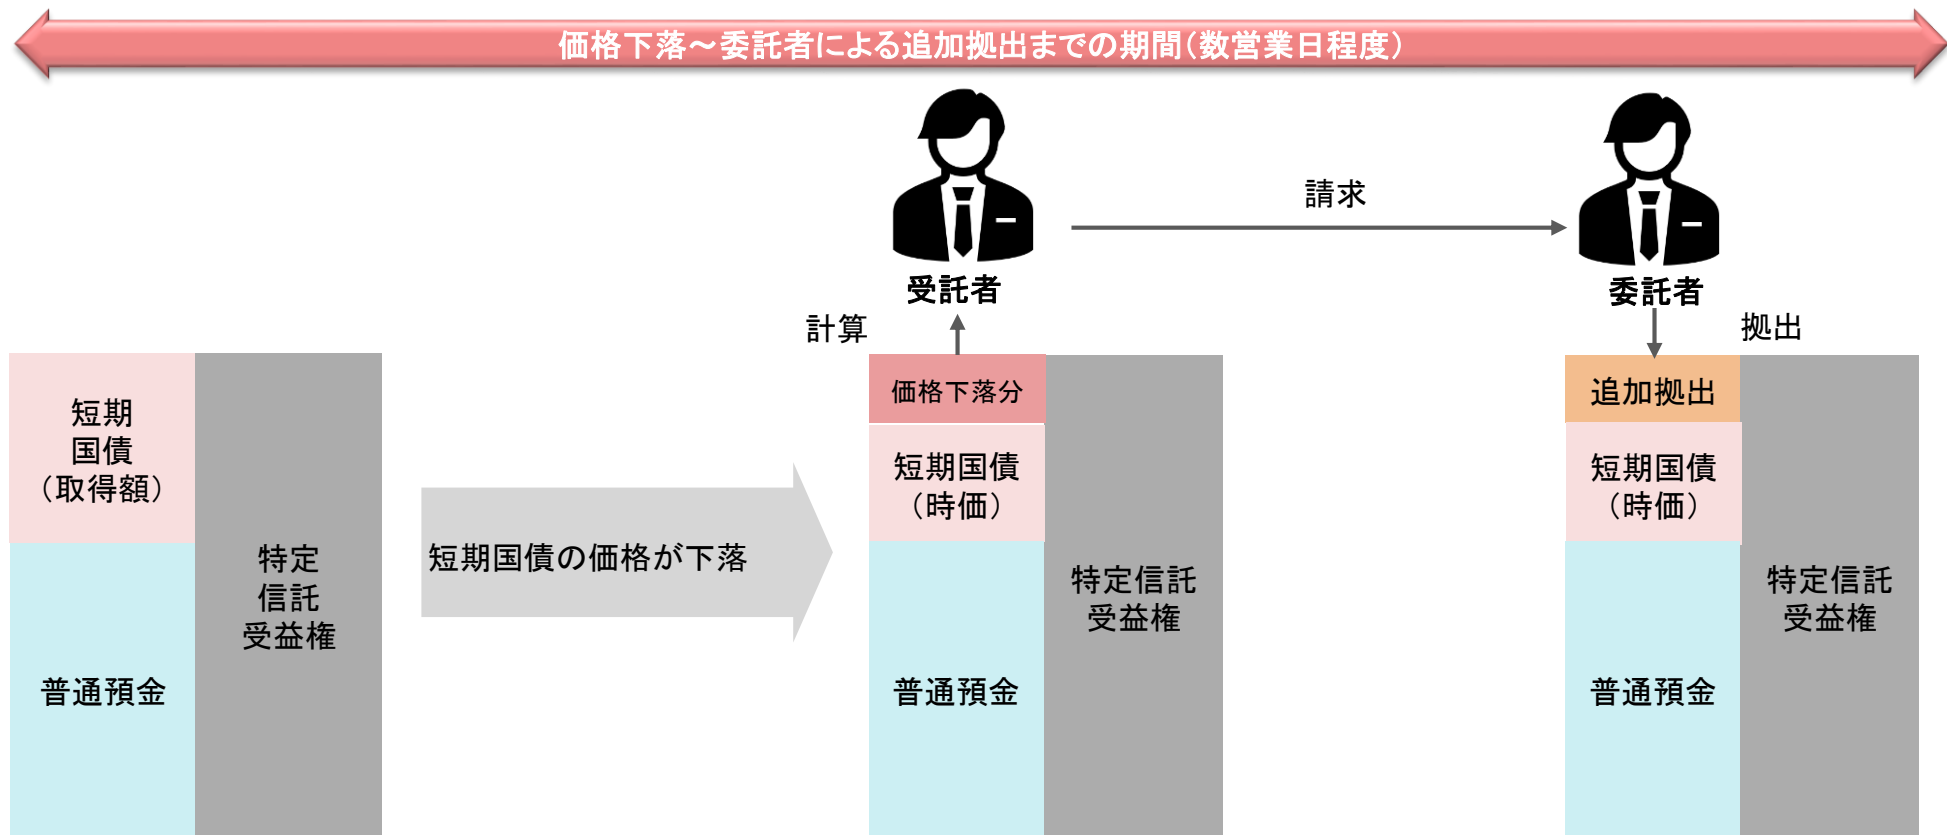 価格下落～委託者による追加拠出までの期間（数営業日程度）
請求
受託者
委託者
計算
拠出
短期
国債
（取得額）
特定
信託
受益権
普通預金
短期国債の価格が下落
価格下落分
短期国債
（時価）
特定信託
受益権
普通預金
追加拠出
短期国債
（時価）
特定信託
受益権
普通預金